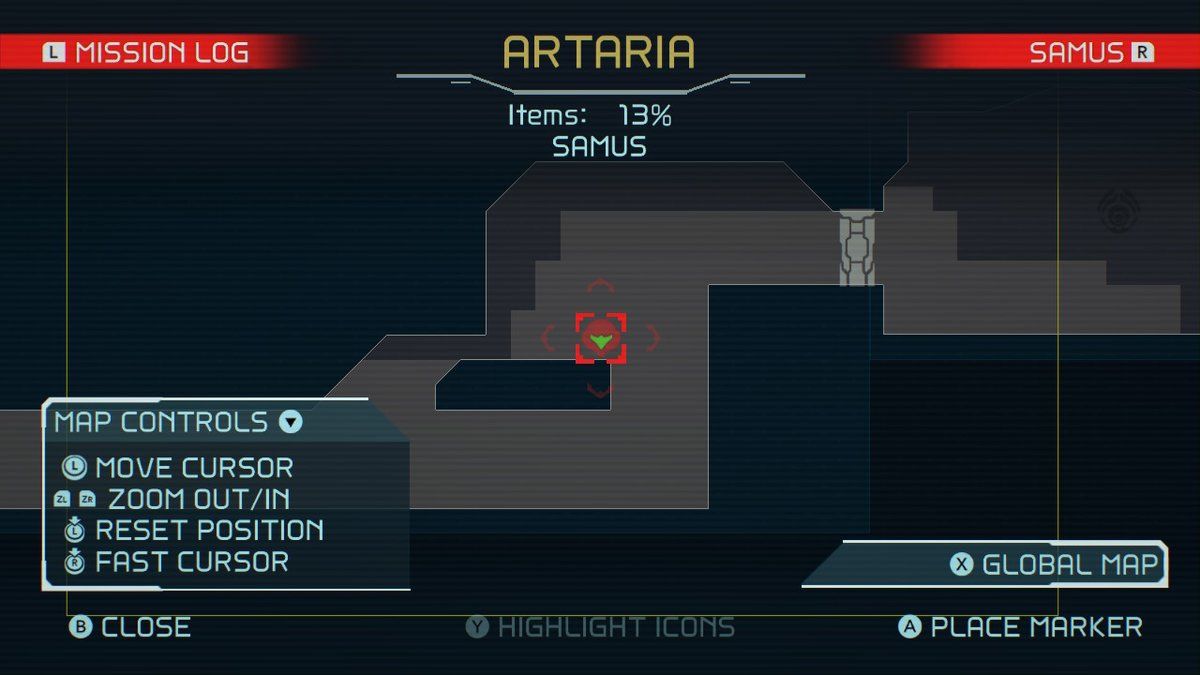 L MISSION LOG
ARTARIA
SAMUS R
Items: 13%
SAMUS
MAP CONTROLS
L MOVE CURSOR
ZL ZR ZOOM OUT/IN
L RESET POSITION
R FAST CURSOR
X GLOBAL MAP
B CLOSE
Y HIGHLIGHT ICONS
A PLACE MARKER